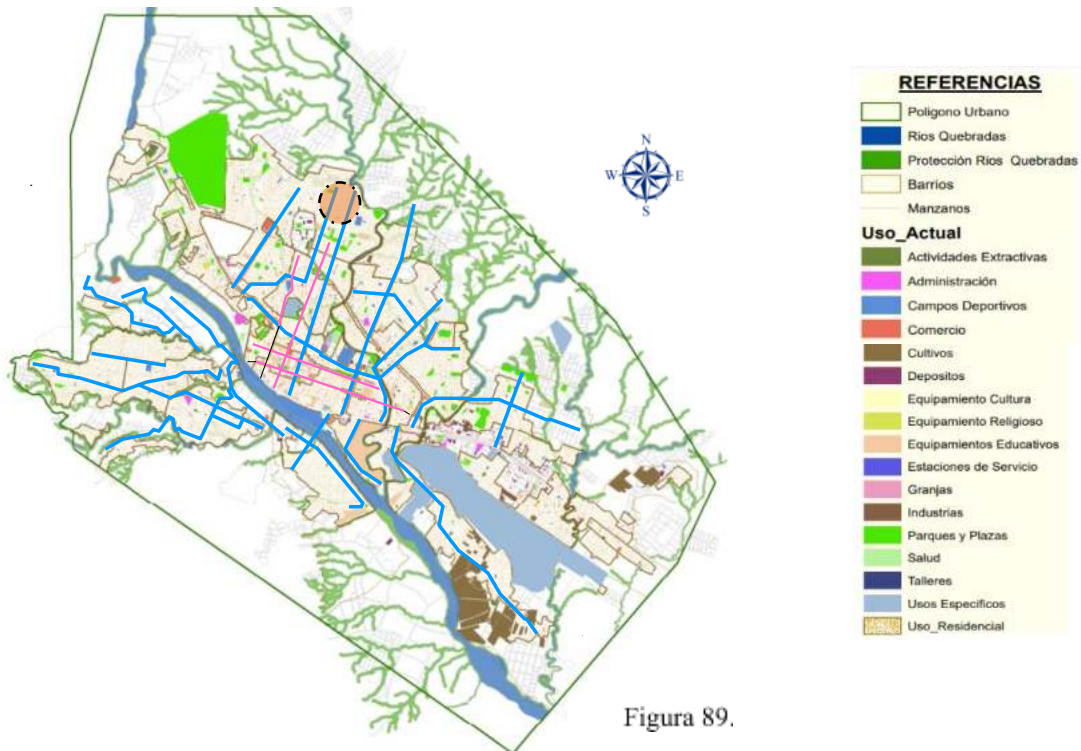 REFERENCIAS
Poligono Urbano
Rios Quebradas
Protección Rios Quebradas
Barrios
Manzanos
Uso_Actual
Actividades Extractivas
Administración
Campos Deportivos
Comercio
Cultivos
Depositos
Equipamiento Cultura
Equipamiento Religioso
Equipamientos Educativos
Estaciones de Servicio
Granjas
Industrias
Parques y Plazas
Salud
Talleres
Usos Especificos
Uso_Residencial
N
W E
S
Figura 89.